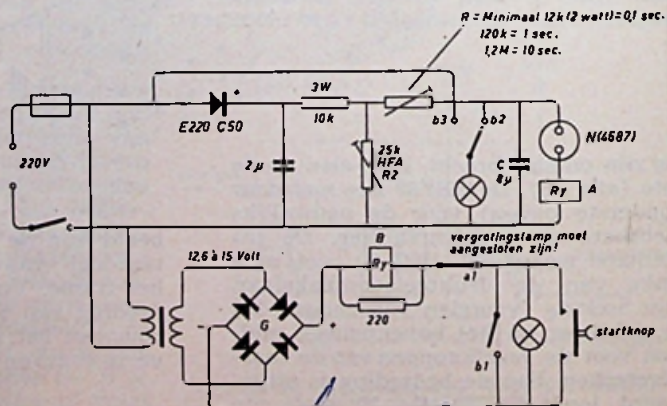 R = Minimaal 12k (2 watt) = 0,1 sec.
120k = 1 sec.
1,2M = 10 sec.
3W
E220 C50
10k
b3
b2
N(4687)
220V
2 µ
25k
HFA
R2
C
8µ
Ry
A
12,6 à 15 Volt
B
Ry
vergrotingslamp moet
aangesloten zijn!
a1
220
G
b1
startknop